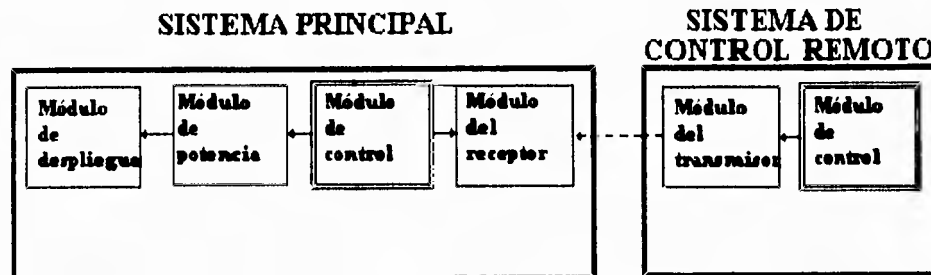 SISTEMA PRINCIPAL
SISTEMA DE
CONTROL REMOTO
Módulo
de
despliegue
Módulo
de
potencia
Módulo
de
control
Módulo
del
receptor
Módulo
del
transmisor
Módulo
de
control